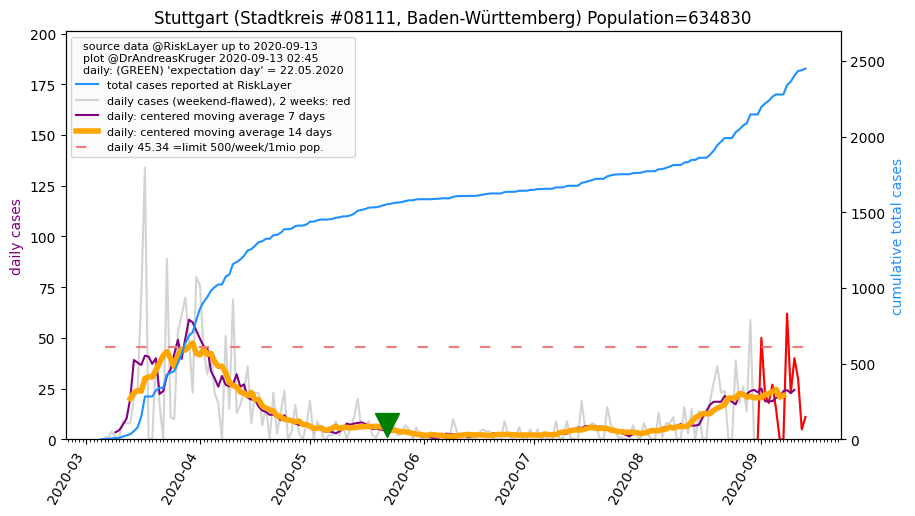 Stuttgart (Stadtkreis #08111, Baden-Württemberg) Population=634830
source data @RiskLayer up to 2020-09-13
plot @DrAndreasKruger 2020-09-13 02:45
daily: (GREEN) 'expectation day' = 22.05.2020
total cases reported at RiskLayer
daily cases (weekend-flawed), 2 weeks: red
daily: centered moving average 7 days
daily: centered moving average 14 days
daily 45.34 =limit 500/week/1mio pop.
daily cases
200
175
150
125
100
75
50
25
0
2500
2000
1500
1000
500
0
cumulative total cases
2020-03
2020-04
2020-05
2020-06
2020-07
2020-08
2020-09